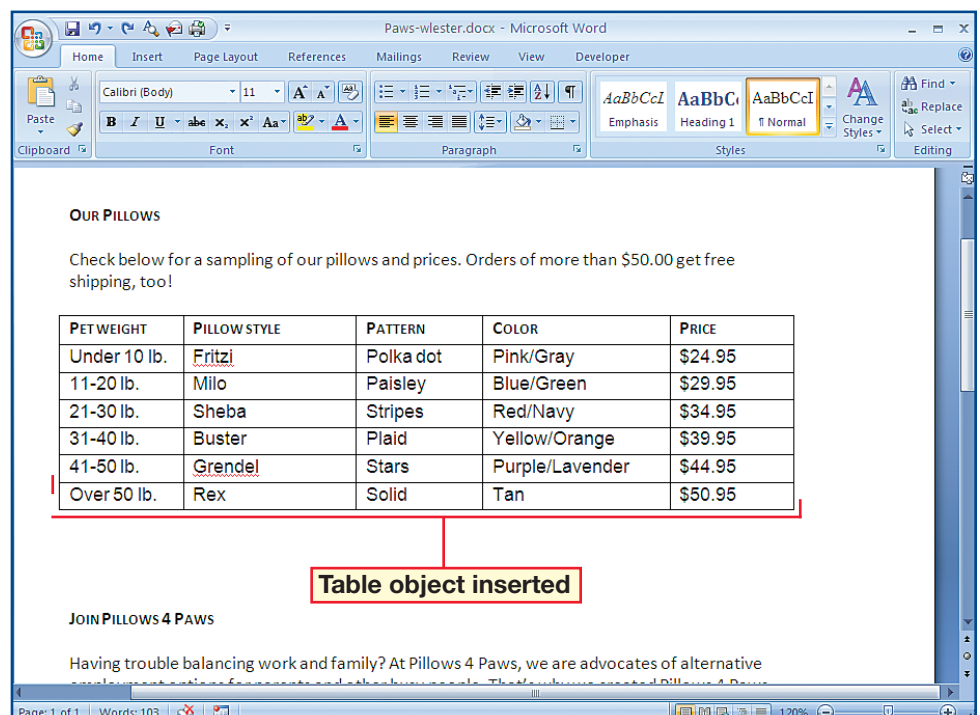 Paws-wlester.docx - Microsoft Word
Home Insert Page Layout References Mailings Review View Developer
Calibri (Body) 11 A A Aa
AaBbCcI AaBbC AaBbCcI
Find
Replace
Select
Paste
B I U abc x₂ x² Aa ab A
Emphasis Heading 1 ¶ Normal
Change
Styles
Clipboard Font Paragraph Styles Editing
OUR PILLOWS
Check below for a sampling of our pillows and prices. Orders of more than $50.00 get free
shipping, too!
PET WEIGHT PILLOW STYLE PATTERN COLOR PRICE
Under 10 lb. Fritzi Polka dot Pink/Gray $24.95
11-20 lb. Milo Paisley Blue/Green $29.95
21-30 lb. Sheba Stripes Red/Navy $34.95
31-40 lb. Buster Plaid Yellow/Orange $39.95
41-50 lb. Grendel Stars Purple/Lavender $44.95
Over 50 lb. Rex Solid Tan $50.95
Table object inserted
JOIN PILLOWS 4 PAWS
Having trouble balancing work and family? At Pillows 4 Paws, we are advocates of alternative
Page: 1 of 1 Words: 103 120%